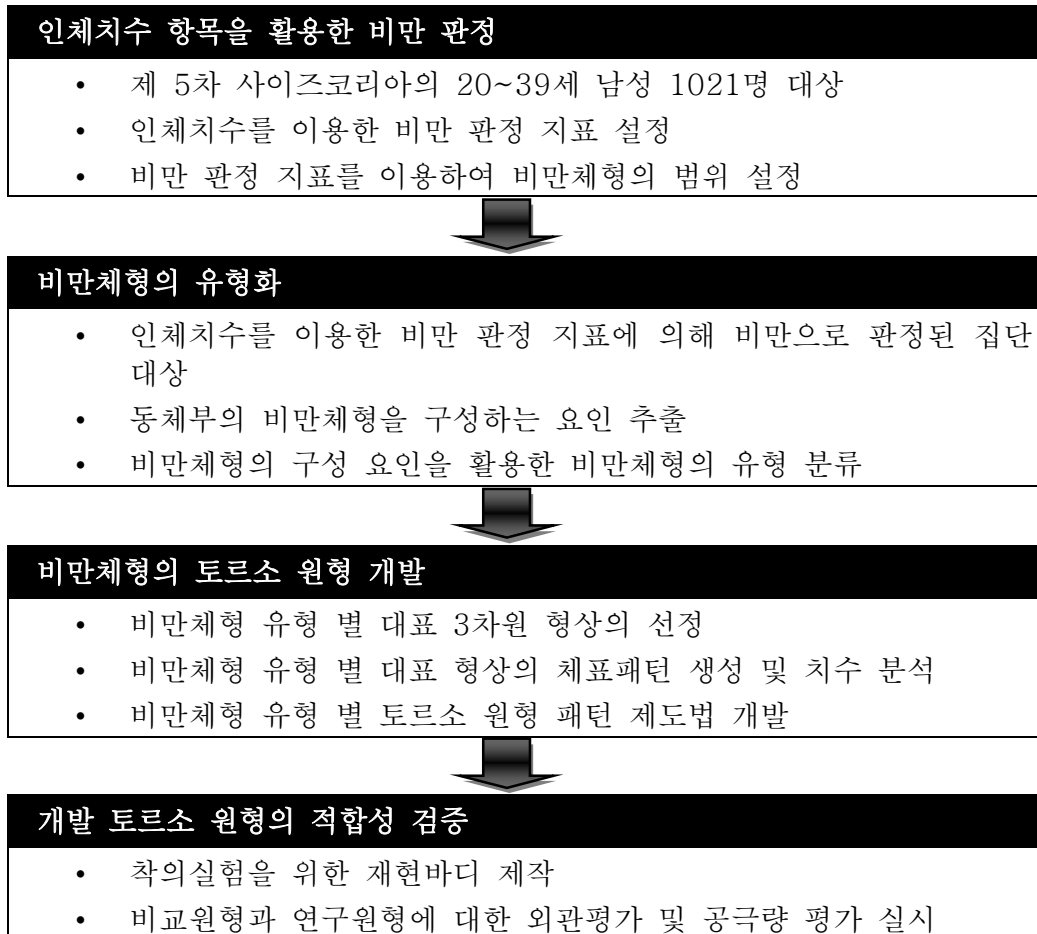 인체치수 항목을 활용한 비만 판정
• 제 5차 사이즈코리아의 20~39세 남성 1021명 대상
• 인체치수를 이용한 비만 판정 지표 설정
• 비만 판정 지표를 이용하여 비만체형의 범위 설정
비만체형의 유형화
• 인체치수를 이용한 비만 판정 지표에 의해 비만으로 판정된 집단
대상
• 동체부의 비만체형을 구성하는 요인 추출
• 비만체형의 구성 요인을 활용한 비만체형의 유형 분류
비만체형의 토르소 원형 개발
• 비만체형 유형 별 대표 3차원 형상의 선정
• 비만체형 유형 별 대표 형상의 체표패턴 생성 및 치수 분석
• 비만체형 유형 별 토르소 원형 패턴 제도법 개발
개발 토르소 원형의 적합성 검증
• 착의실험을 위한 재현바디 제작
• 비교원형과 연구원형에 대한 외관평가 및 공극량 평가 실시